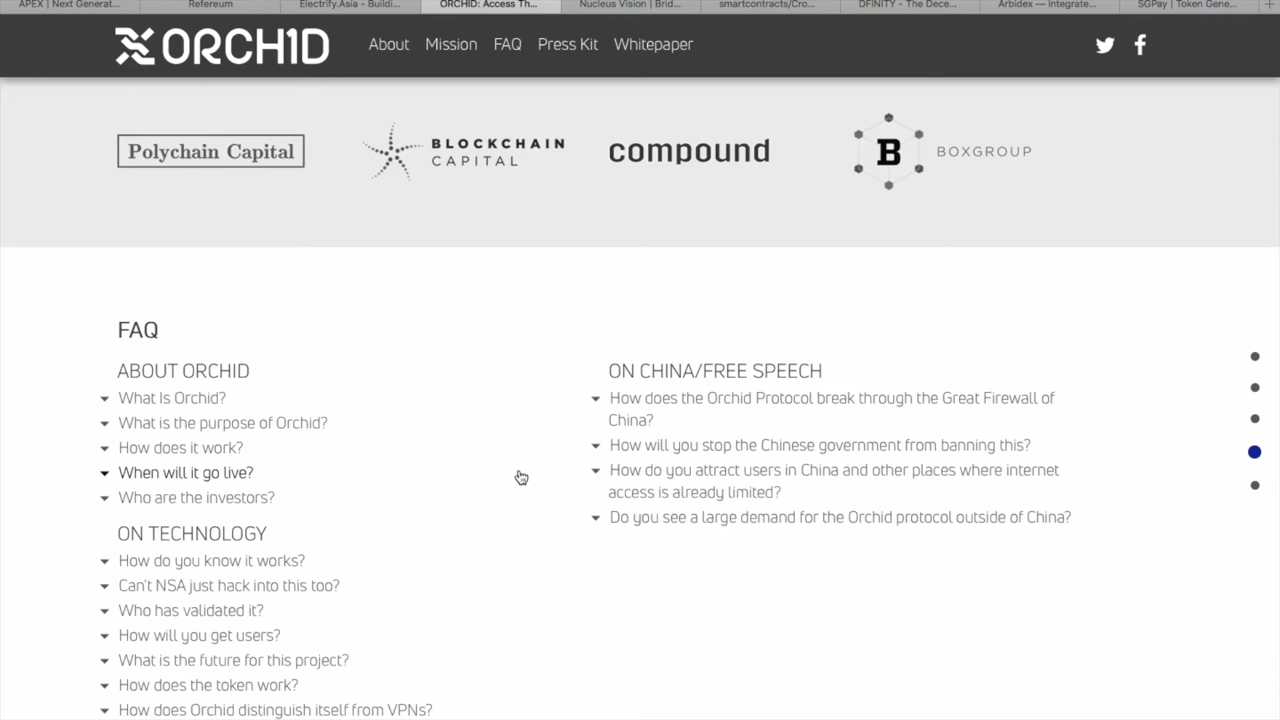 APEX | Next Generat...
Refereum
Electrify.Asia - Buildi...
ORCHID: Access Th...
Nucleus Vision | Brid...
smartcontracts/Cro...
DFINITY - The Dece...
Arbidex — Integrate...
SGPay | Token Gene...
ORCH1D
About
Mission
FAQ
Press Kit
Whitepaper
Polychain Capital
BLOCKCHAIN
CAPITAL
compound
B
BOXGROUP
FAQ
ABOUT ORCHID
What Is Orchid?
What is the purpose of Orchid?
How does it work?
When will it go live?
Who are the investors?
ON TECHNOLOGY
How do you know it works?
Can't NSA just hack into this too?
Who has validated it?
How will you get users?
What is the future for this project?
How does the token work?
How does Orchid distinguish itself from VPNs?
ON CHINA/FREE SPEECH
How does the Orchid Protocol break through the Great Firewall of
China?
How will you stop the Chinese government from banning this?
How do you attract users in China and other places where internet
access is already limited?
Do you see a large demand for the Orchid protocol outside of China?